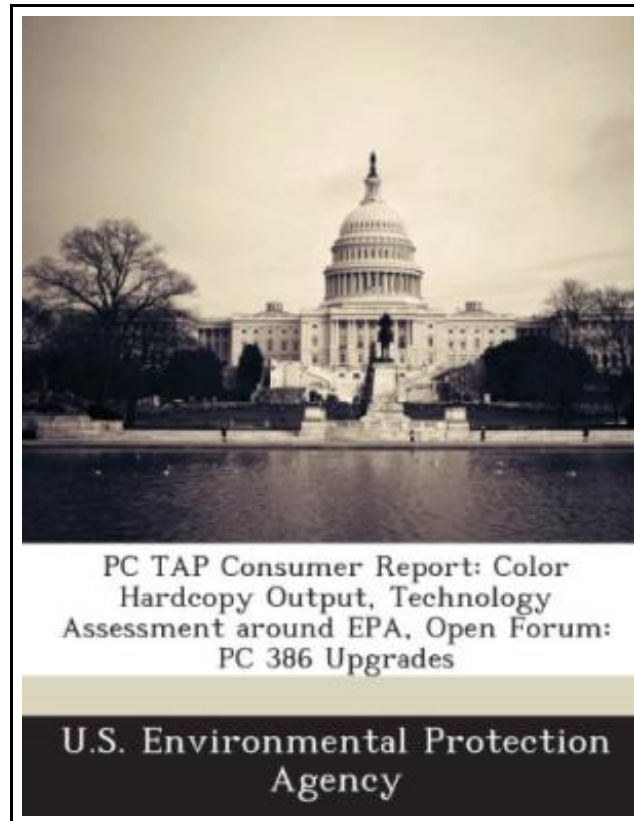 PC TAP Consumer Report: Color
Hardcopy Output, Technology
Assessment around EPA, Open Forum:
PC 386 Upgrades
U.S. Environmental Protection
Agency